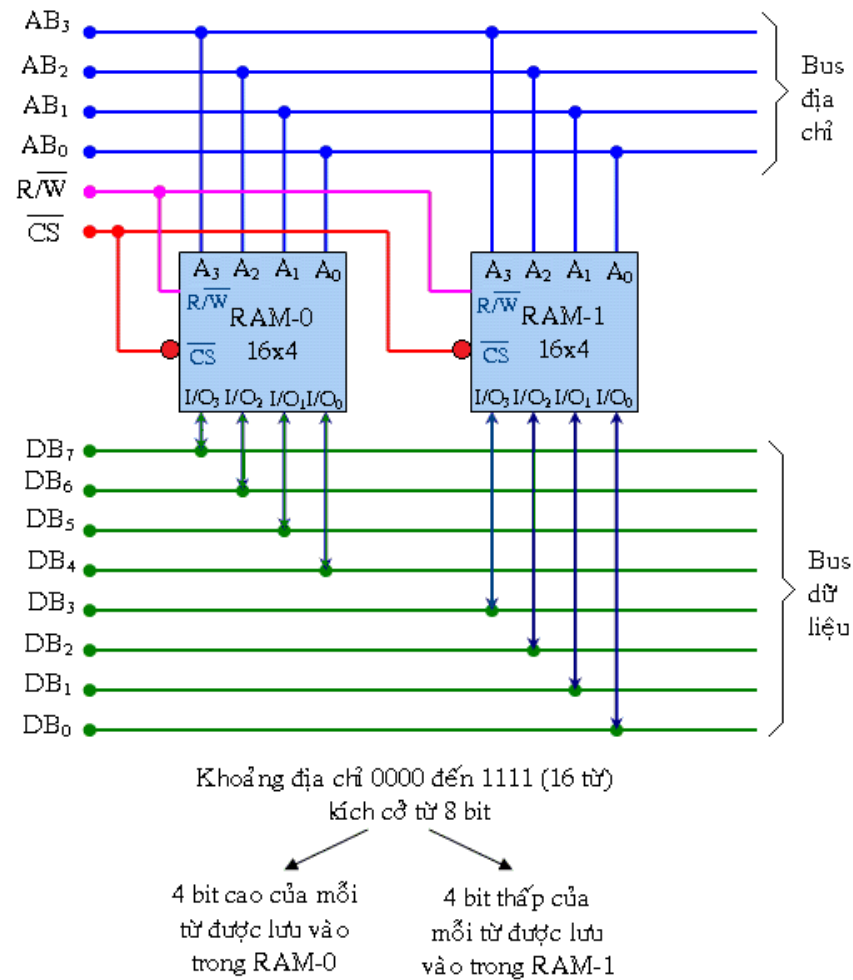 AB₃
AB₂
AB₁
AB₀
R/W̅
C̅S̅
Bus
địa
chỉ
A₃ A₂ A₁ A₀
R/W̅
RAM-0
C̅S̅ 16x4
I/O₃ I/O₂ I/O₁ I/O₀
A₃ A₂ A₁ A₀
R/W̅
RAM-1
C̅S̅ 16x4
I/O₃ I/O₂ I/O₁ I/O₀
DB₇
DB₆
DB₅
DB₄
DB₃
DB₂
DB₁
DB₀
Bus
dữ
liệu
Khoảng địa chỉ 0000 đến 1111 (16 từ)
kích cở từ 8 bit
4 bit cao của mỗi
từ được lưu vào
trong RAM-0
4 bit thấp của
mỗi từ được lưu
vào trong RAM-1